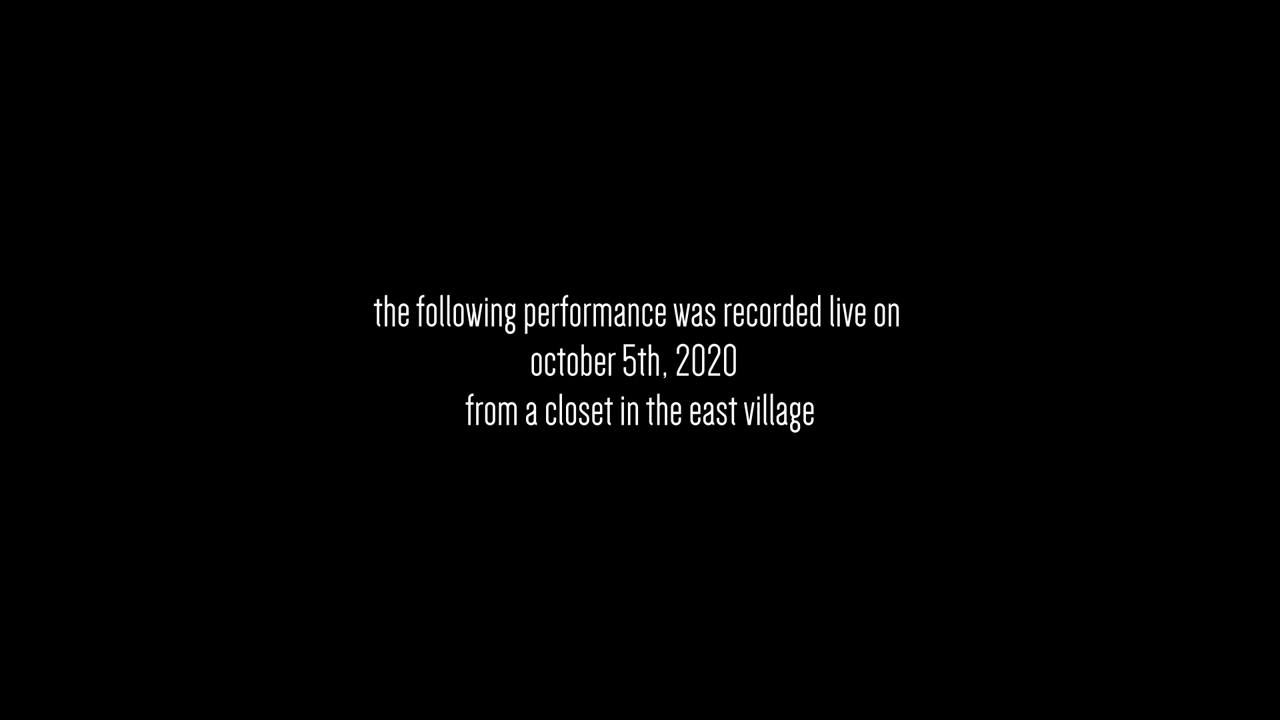 the following performance was recorded live on
october 5th, 2020
from a closet in the east village